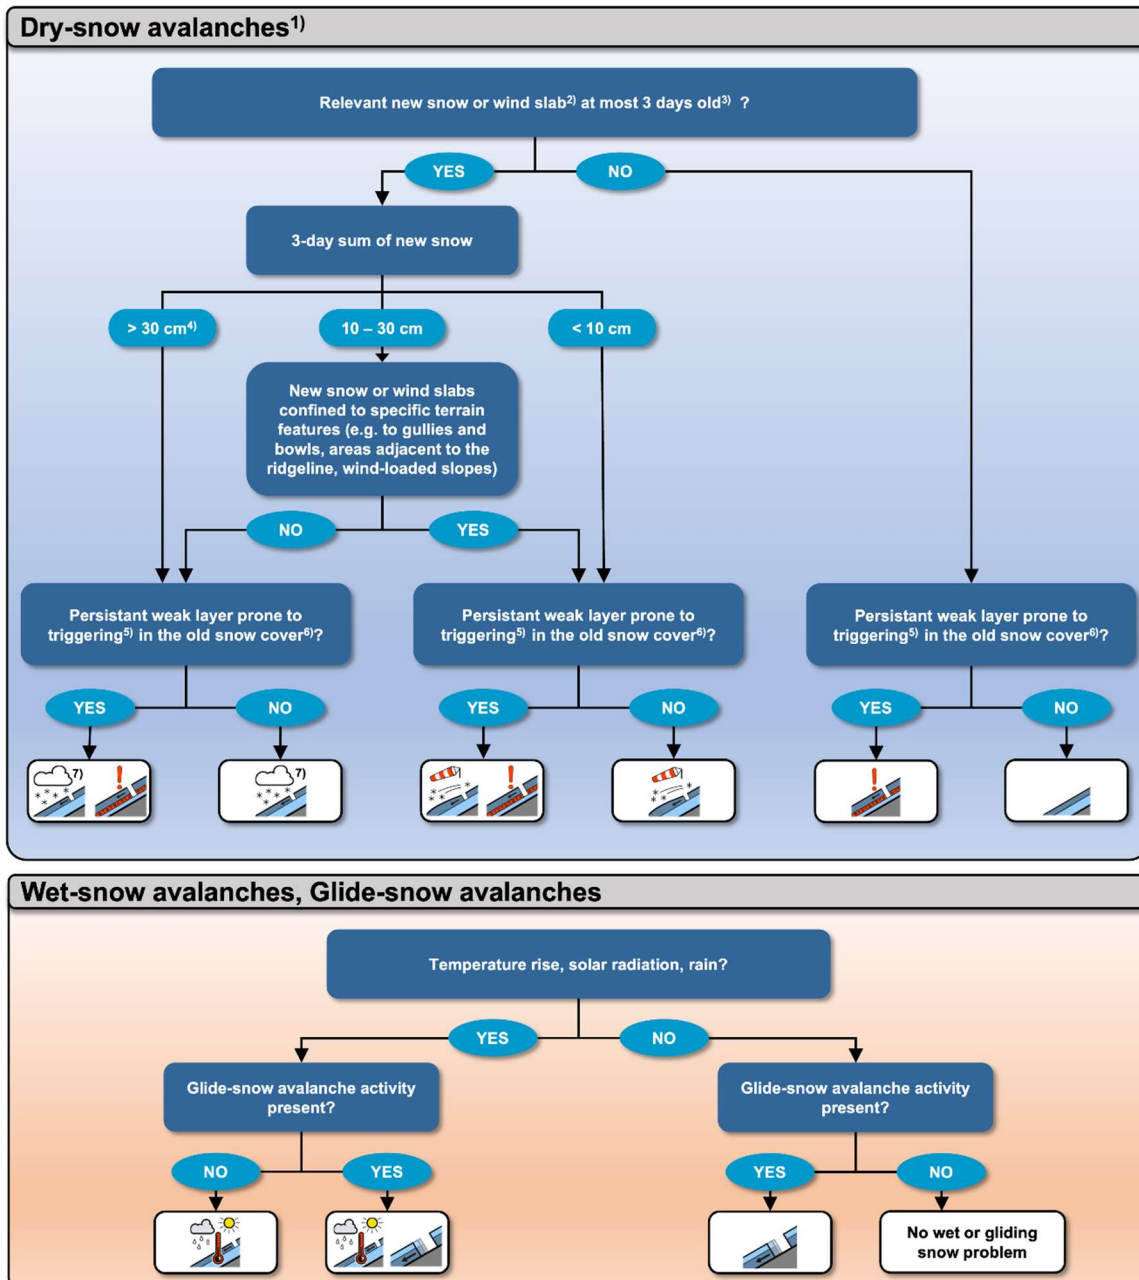 Dry-snow avalanches1)
Relevant new snow or wind slab2) at most 3 days old3) ?
YES
NO
3-day sum of new snow
> 30 cm4)
10 – 30 cm
< 10 cm
New snow or wind slabs
confined to specific terrain
features (e.g. to gullies and
bowls, areas adjacent to the
ridgeline, wind-loaded slopes)
NO
YES
Persistant weak layer prone to
triggering5) in the old snow cover6)?
Persistant weak layer prone to
triggering5) in the old snow cover6)?
Persistant weak layer prone to
triggering5) in the old snow cover6)?
YES
NO
YES
NO
YES
NO
7)
7)
Wet-snow avalanches, Glide-snow avalanches
Temperature rise, solar radiation, rain?
YES
NO
Glide-snow avalanche activity
present?
Glide-snow avalanche activity
present?
NO
YES
YES
NO
No wet or gliding
snow problem